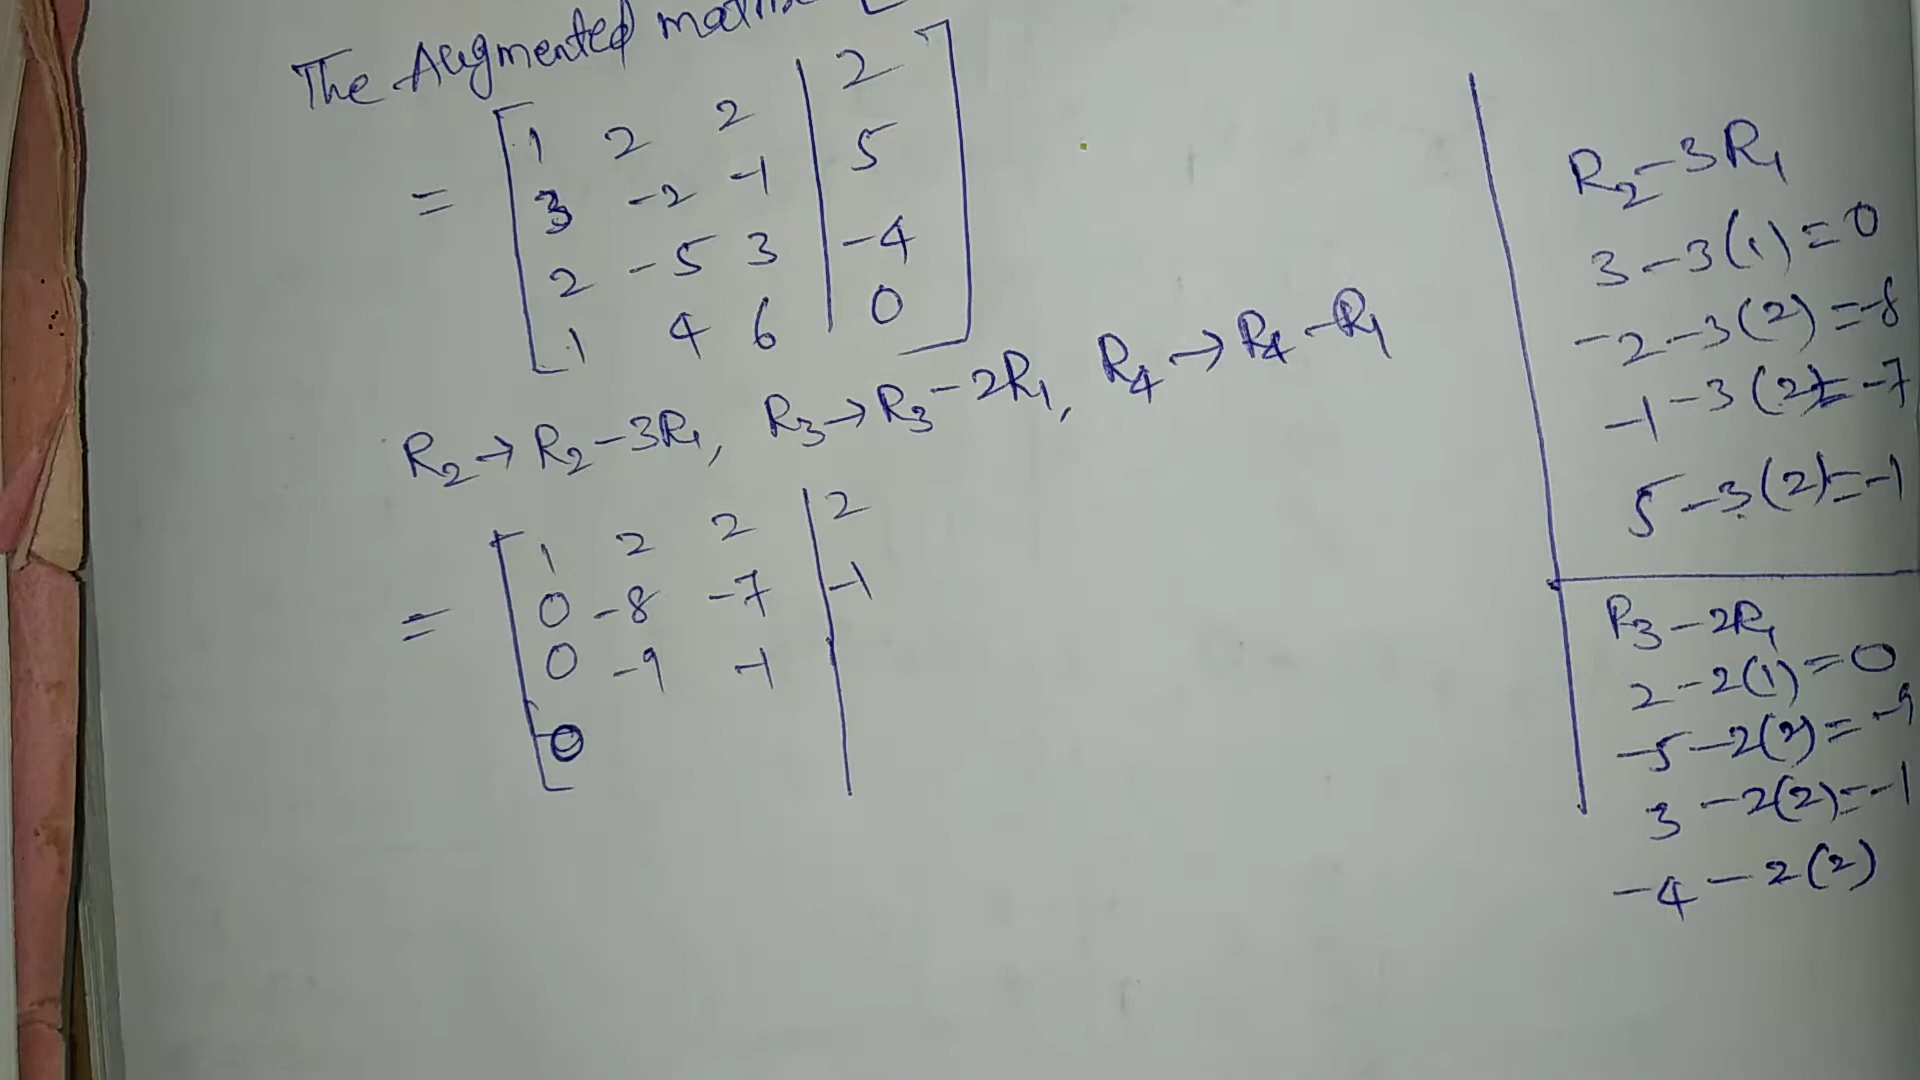 The Augmented matrix
= [ 1 2 2 | 2 ]
3 -2 -1 | 5
2 -5 3 | -4
1 4 6 | 0
R₂ → R₂ - 3R₁, R₃ → R₃ - 2R₁, R₄ → R₄ - R₁
= [ 1 2 2 | 2
0 -8 -7 | -1
0 -9 -1 |
0
R₂ - 3R₁
3 - 3(1) = 0
-2 - 3(2) = -8
-1 - 3(2) = -7
5 - 3(2) = -1
R₃ - 2R₁
2 - 2(1) = 0
-5 - 2(2) = -9
3 - 2(2) = -1
-4 - 2(2)